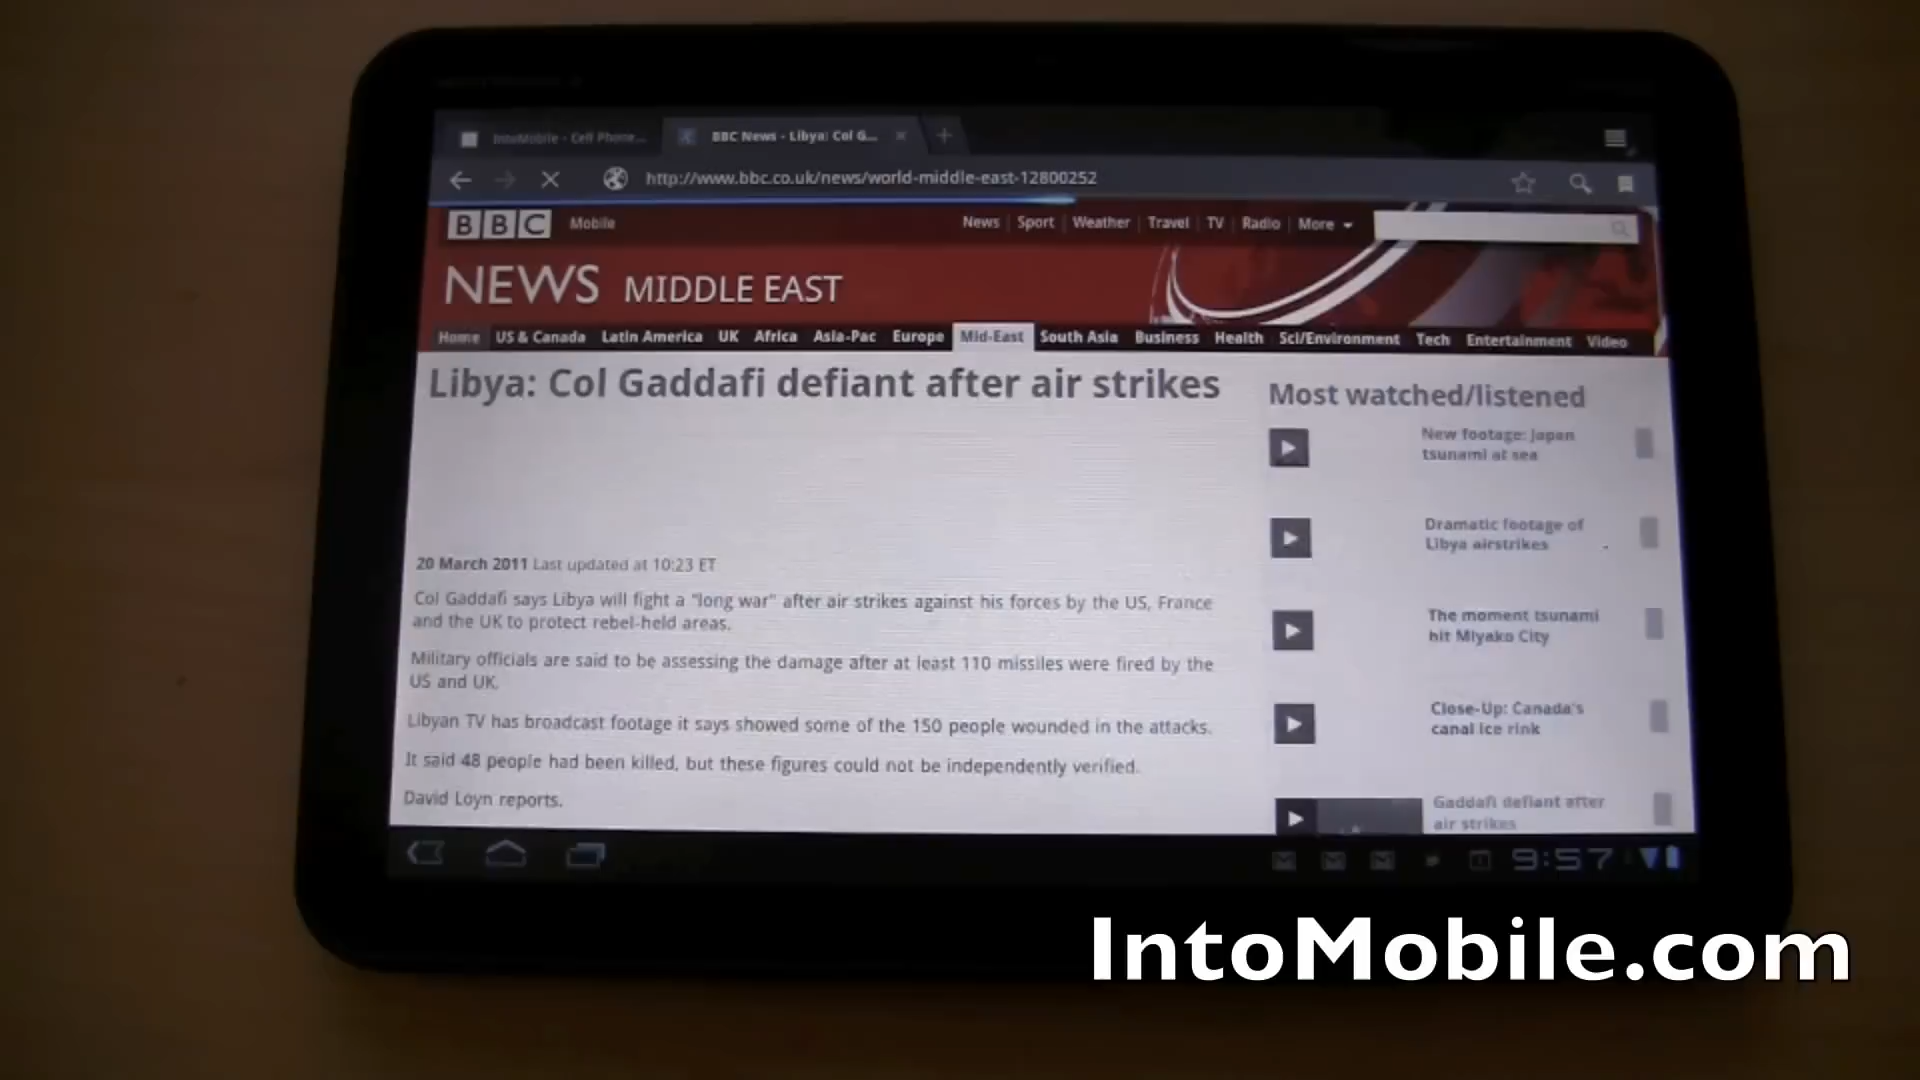 IntoMobile - Cell Phone...
BBC News - Libya: Col G...
http://www.bbc.co.uk/news/world-middle-east-12800252
BBC Mobile
News Sport Weather Travel TV Radio More
NEWS MIDDLE EAST
Home US & Canada Latin America UK Africa Asia-Pac Europe Mid-East South Asia Business Health Sci/Environment Tech Entertainment Video
Libya: Col Gaddafi defiant after air strikes
20 March 2011 Last updated at 10:23 ET
Col Gaddafi says Libya will fight a "long war" after air strikes against his forces by the US, France
and the UK to protect rebel-held areas.
Military officials are said to be assessing the damage after at least 110 missiles were fired by the
US and UK.
Libyan TV has broadcast footage it says showed some of the 150 people wounded in the attacks.
It said 48 people had been killed, but these figures could not be independently verified.
David Loyn reports.
Most watched/listened
New footage: Japan
tsunami at sea
Dramatic footage of
Libya airstrikes
The moment tsunami
hit Miyako City
Close-Up: Canada's
canal ice rink
Gaddafi defiant after
air strikes
9:57
IntoMobile.com